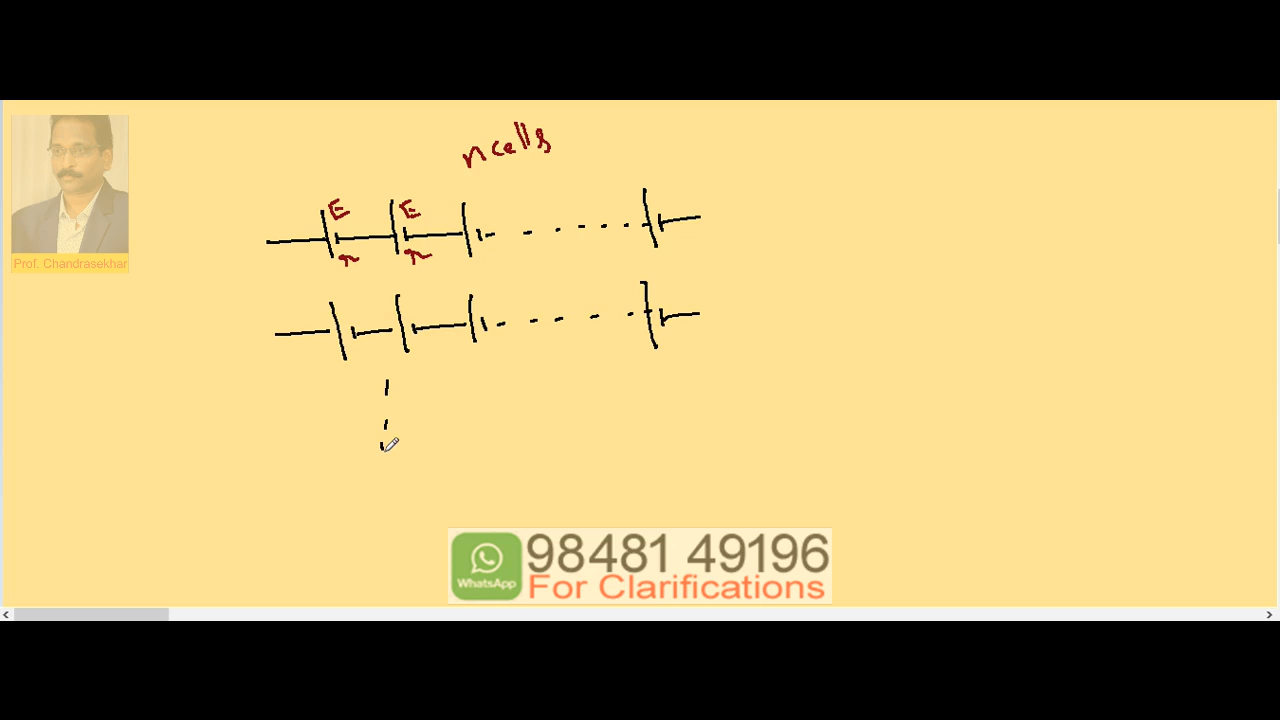 n cells
E E
r r
Prof. Chandrasekhar
98481 49196
WhatsApp
For Clarifications